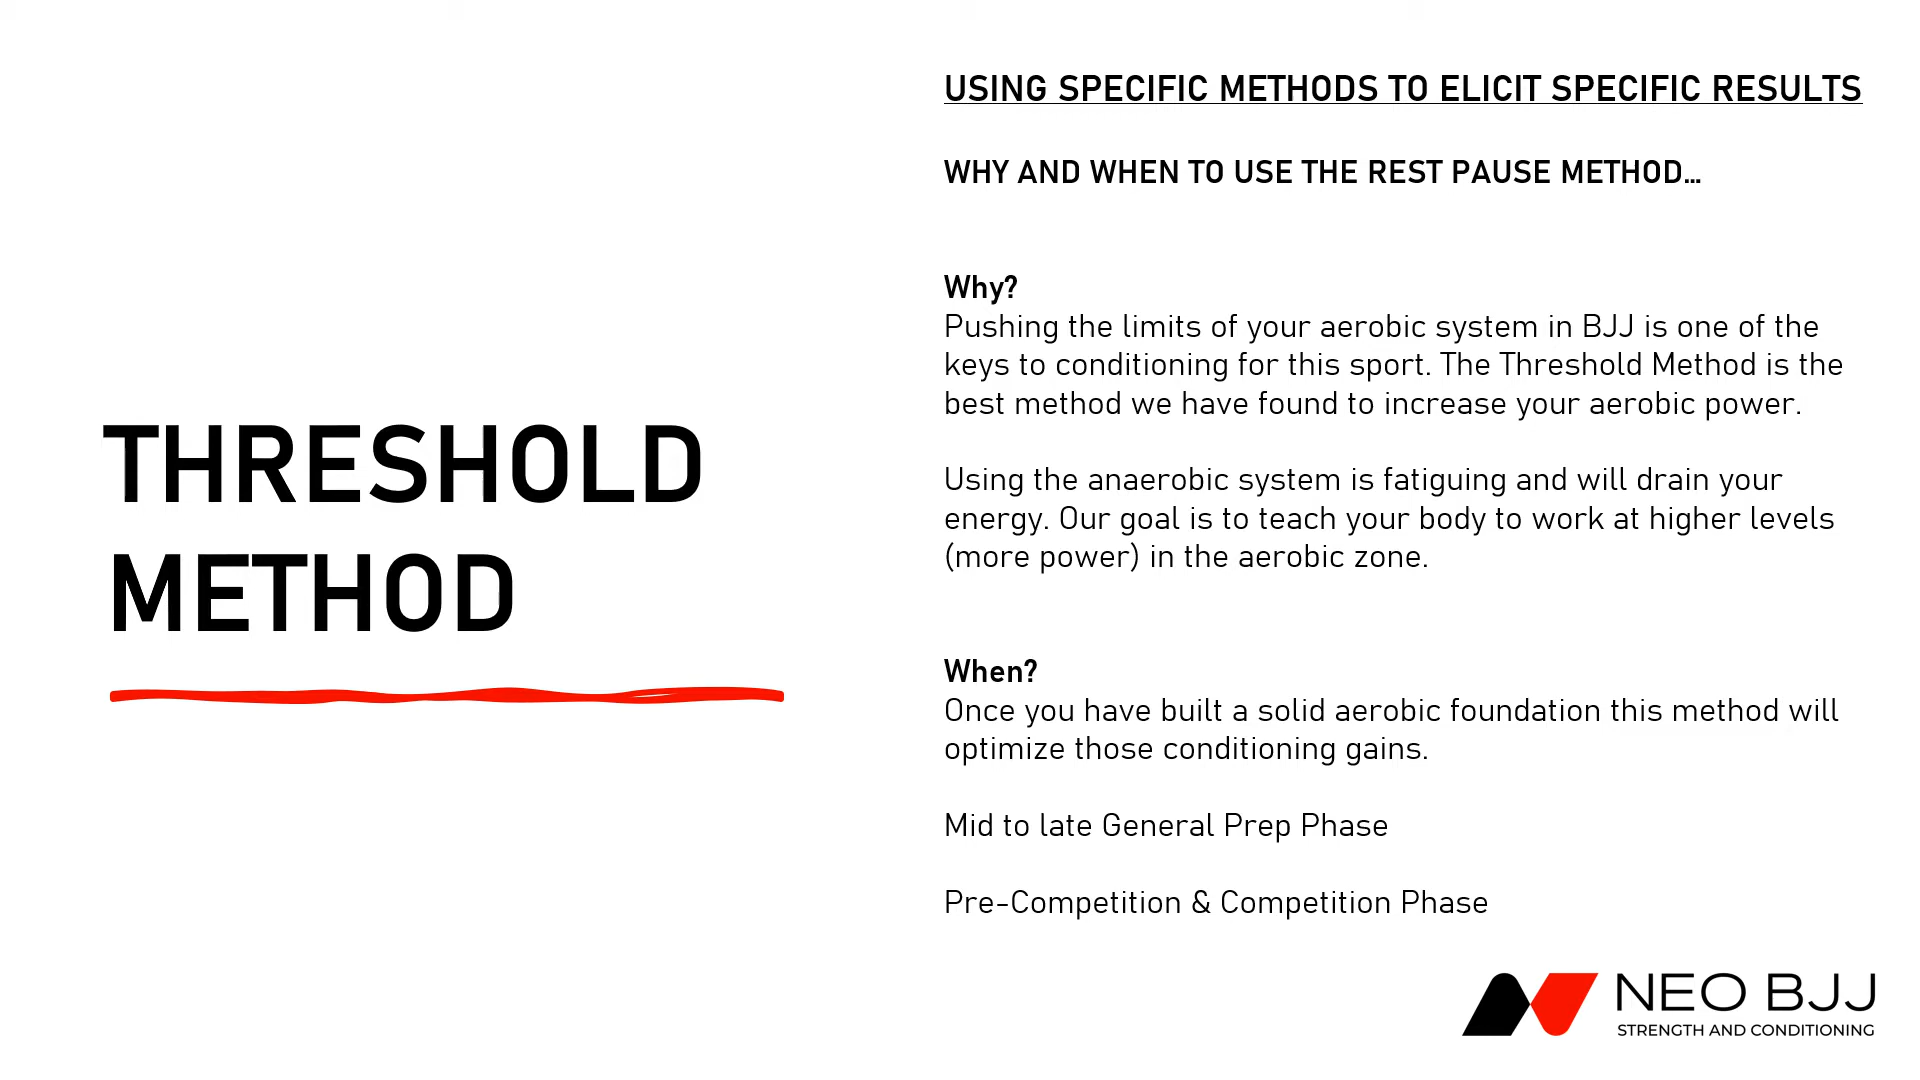 THRESHOLD
METHOD
USING SPECIFIC METHODS TO ELICIT SPECIFIC RESULTS
WHY AND WHEN TO USE THE REST PAUSE METHOD...
Why?
Pushing the limits of your aerobic system in BJJ is one of the
keys to conditioning for this sport. The Threshold Method is the
best method we have found to increase your aerobic power.
Using the anaerobic system is fatiguing and will drain your
energy. Our goal is to teach your body to work at higher levels
(more power) in the aerobic zone.
When?
Once you have built a solid aerobic foundation this method will
optimize those conditioning gains.
Mid to late General Prep Phase
Pre-Competition & Competition Phase
NEO BJJ
STRENGTH AND CONDITIONING